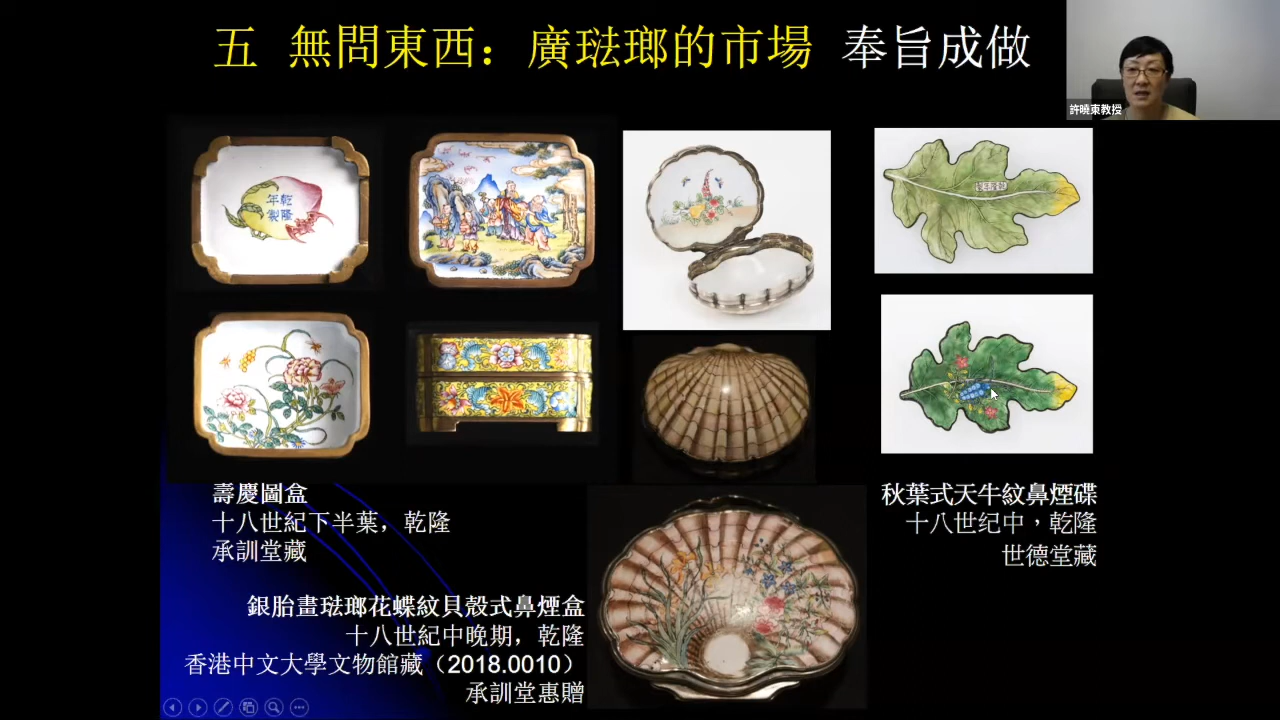 五 無問東西：廣琺瑯的市場 奉旨成做
許曉東教授
乾隆
年製
壽慶圖盒
十八世紀下半葉，乾隆
承訓堂藏
銀胎畫琺瑯花蝶紋貝殼式鼻煙盒
十八世紀中晚期，乾隆
香港中文大學文物館藏（2018.0010）
承訓堂惠贈
秋葉式天牛紋鼻煙碟
十八世纪中，乾隆
世德堂藏